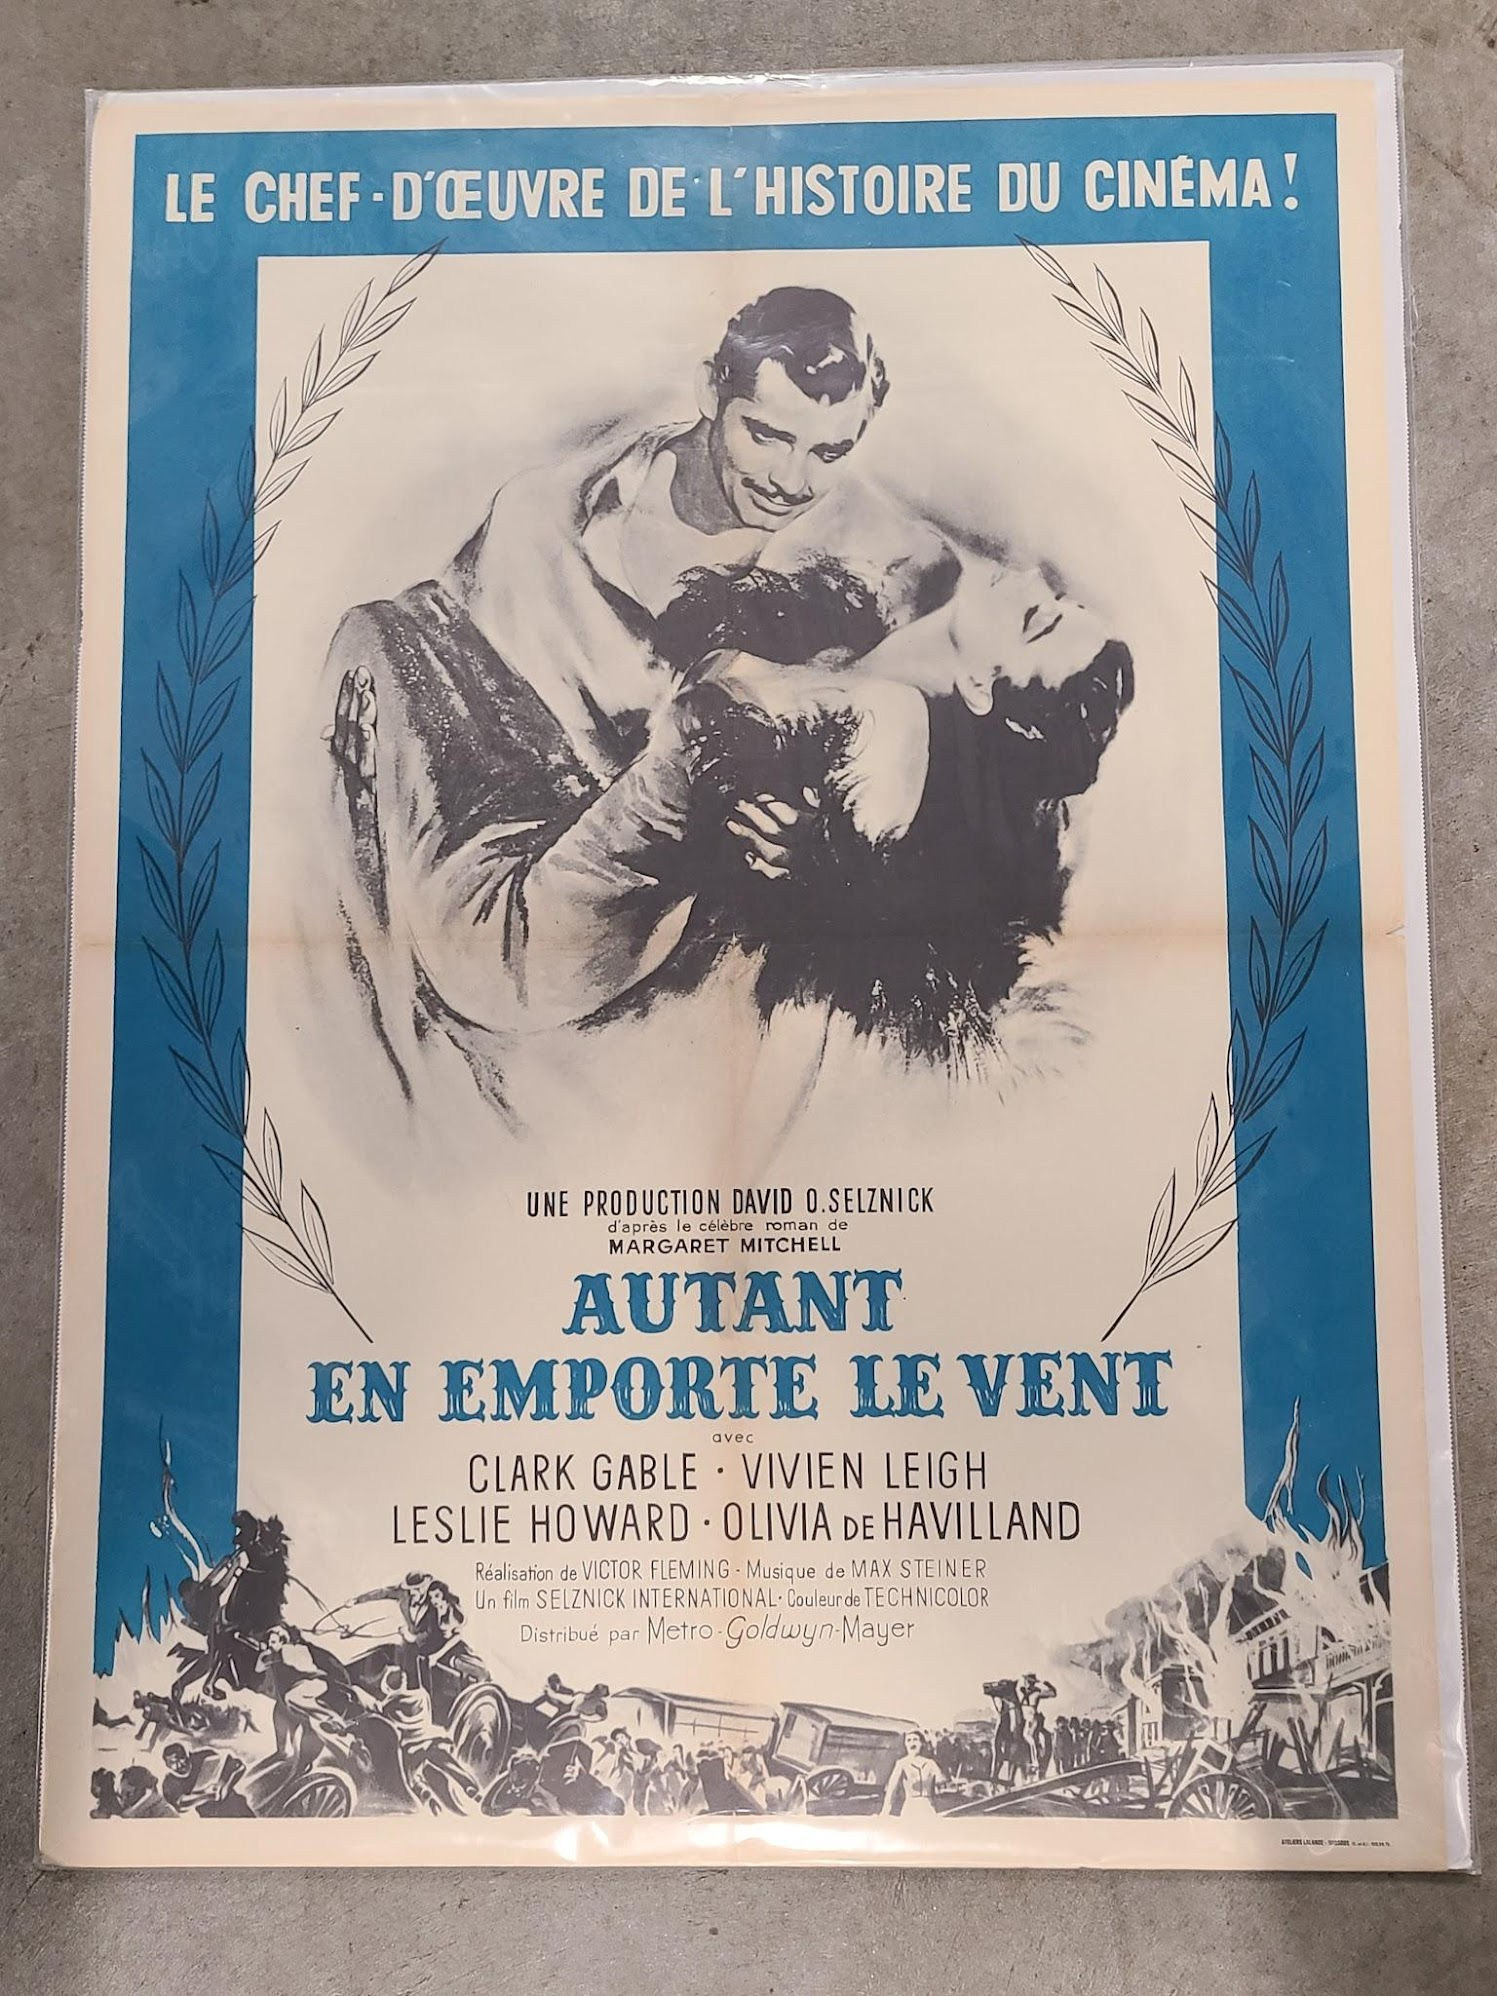 LE CHEF-D'ŒUVRE DE L'HISTOIRE DU CINÉMA!
UNE PRODUCTION DAVID O.SELZNICK
d'après le célèbre roman de
MARGARET MITCHELL
AUTANT
EN EMPORTE LE VENT
avec
CLARK GABLE · VIVIEN LEIGH
LESLIE HOWARD · OLIVIA DE HAVILLAND
Réalisation de VICTOR FLEMING - Musique de MAX STEINER
Un film SELZNICK INTERNATIONAL · Couleur de TECHNICOLOR
Distribué par Metro-Goldwyn-Mayer
ATELIERS LALANDE